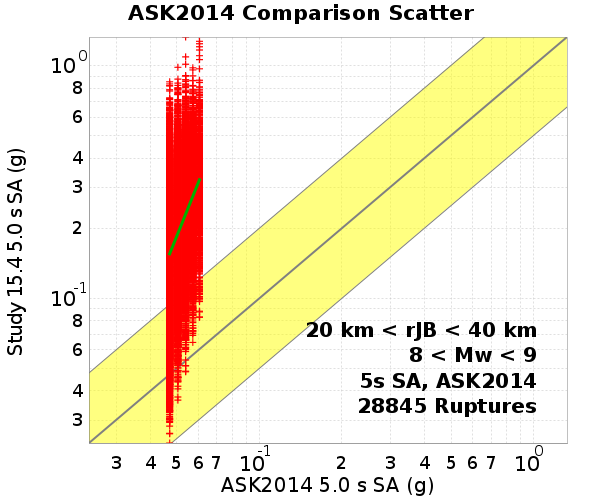 ASK2014 Comparison Scatter
10⁰
8
6
4
3
2
10⁻¹
8
6
4
3
Study 15.4 5.0 s SA (g)
20 km < rJB < 40 km
8 < Mw < 9
5s SA, ASK2014
28845 Ruptures
3 4 5 6 7 10⁻¹ 2 3 4 5 6 7 10⁰
ASK2014 5.0 s SA (g)